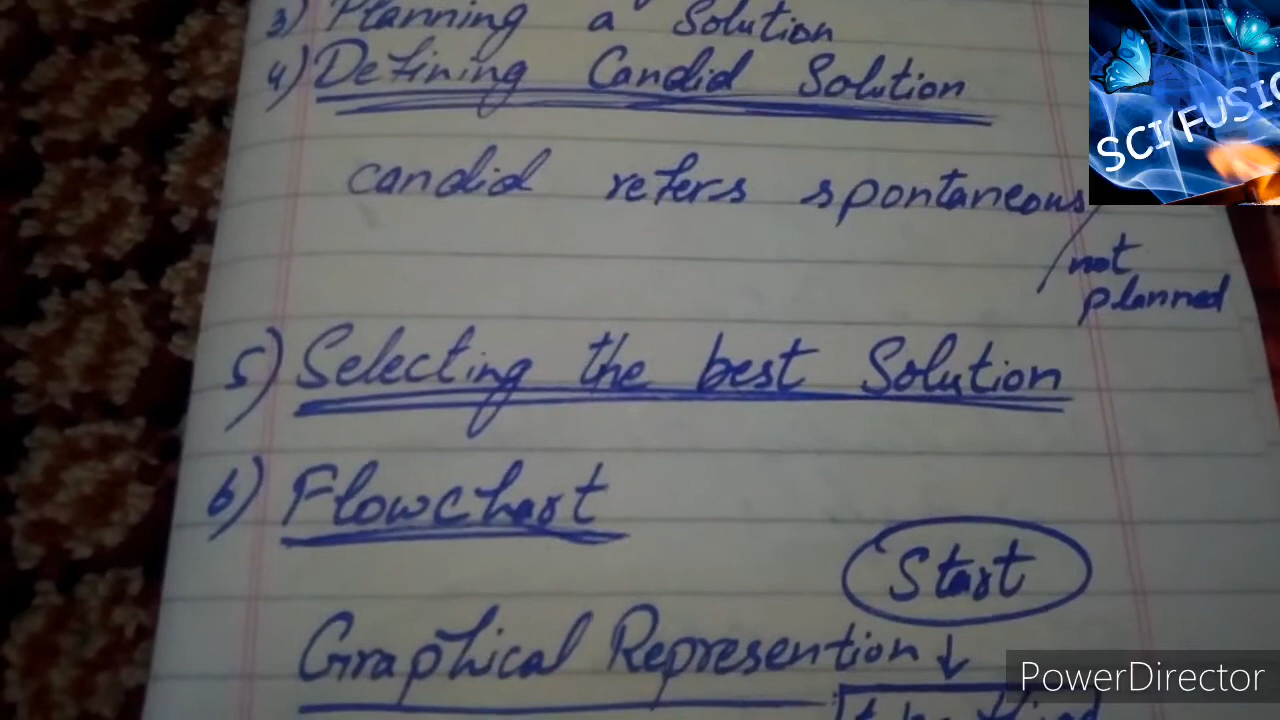 3) Planning a Solution
4) Defining Candid Solution
candid refers spontaneous/
/not
planned
5) Selecting the best Solution
6) Flowchart
Start
Graphical Represention
SCI FUSIO
PowerDirector